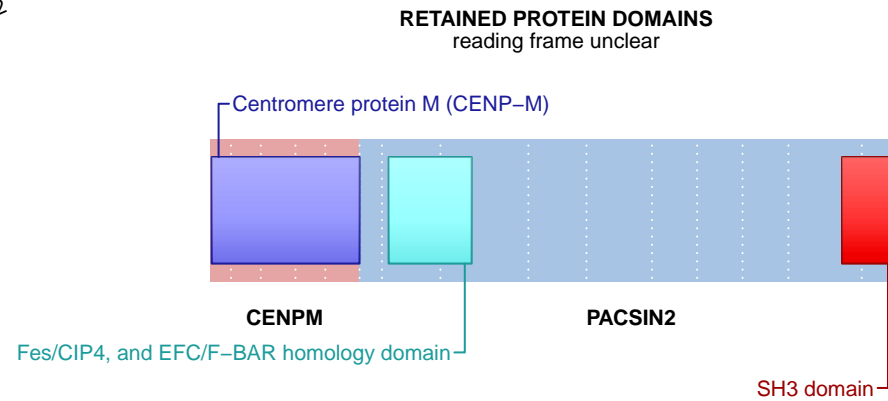 RETAINED PROTEIN DOMAINS
reading frame unclear
Centromere protein M (CENP−M)
CENPM
PACSIN2
Fes/CIP4, and EFC/F−BAR homology domain
SH3 domain